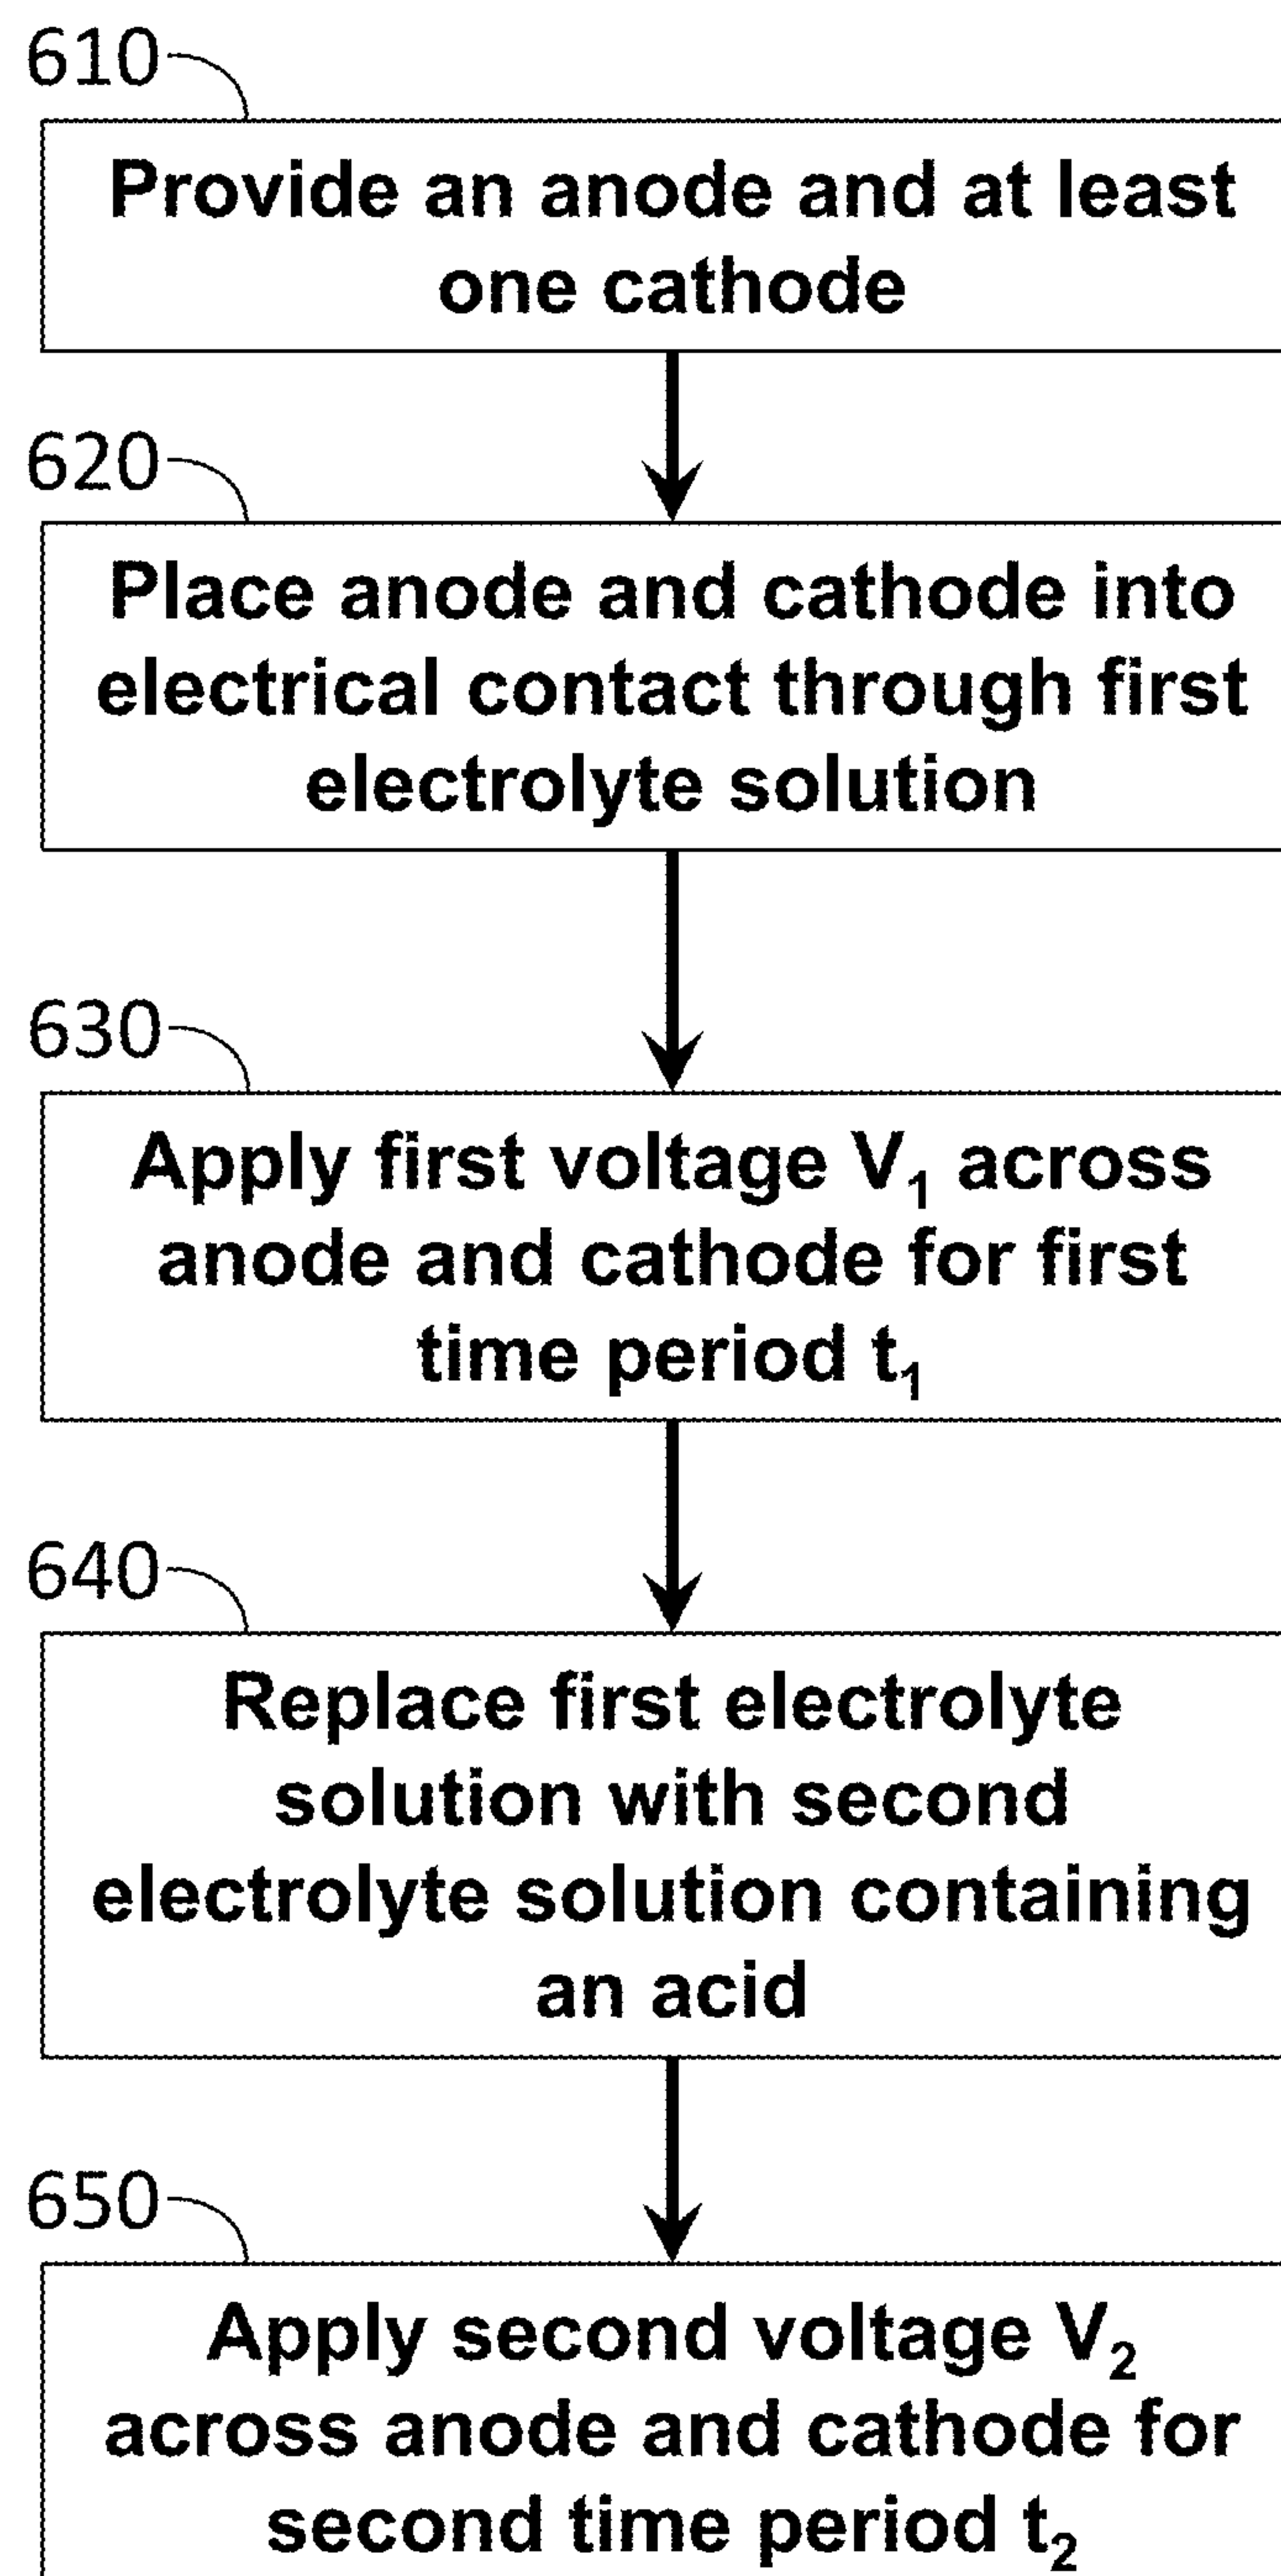 610
Provide an anode and at least
one cathode
620
Place anode and cathode into
electrical contact through first
electrolyte solution
630
Apply first voltage V₁ across
anode and cathode for first
time period t₁
640
Replace first electrolyte
solution with second
electrolyte solution containing
an acid
650
Apply second voltage V₂
across anode and cathode for
second time period t₂